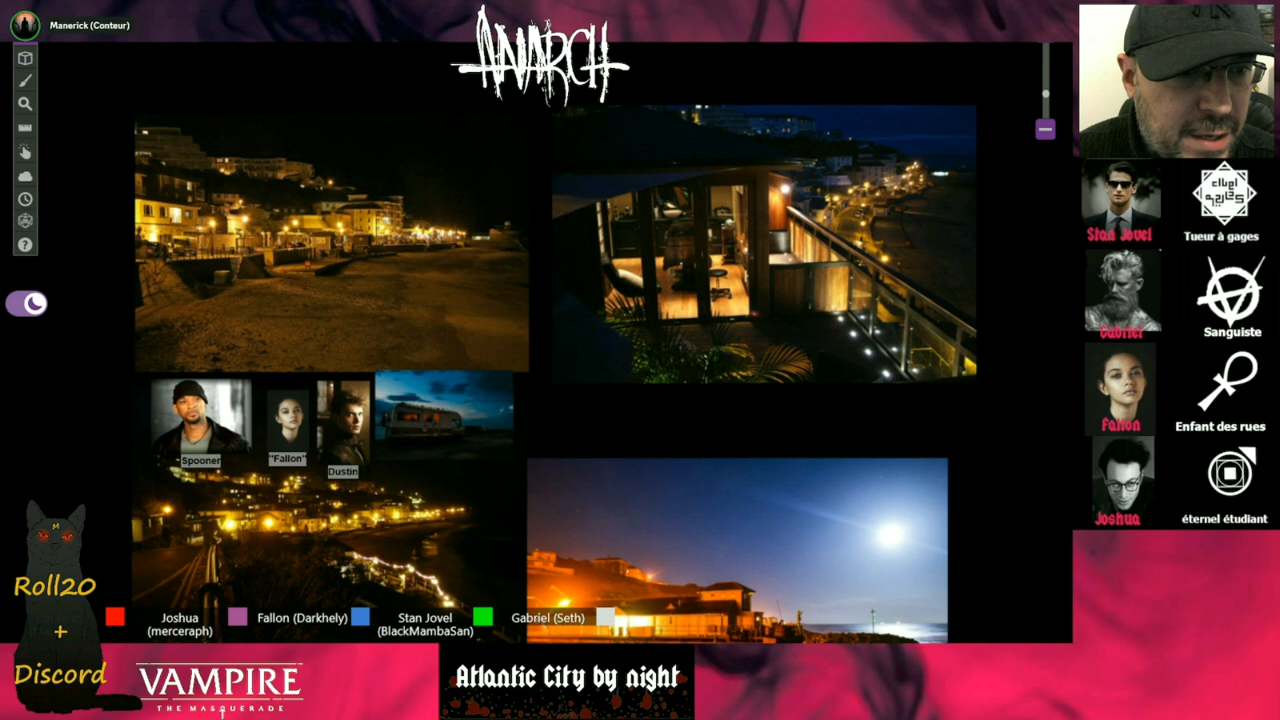 Manerick (Conteur)
ANARCH
Stan Jovel
Tueur à gages
Gabriel
Sanguiste
Fallon
Enfant des rues
Joshua
éternel étudiant
Spooner
"Fallon"
Dustin
M
Roll20
+
Discord
Joshua
(merceraph)
Fallon (Darkhely)
Stan Jovel
(BlackMambaSan)
Gabriel (Seth)
VAMPIRE
THE MASQUERADE
Atlantic City by night